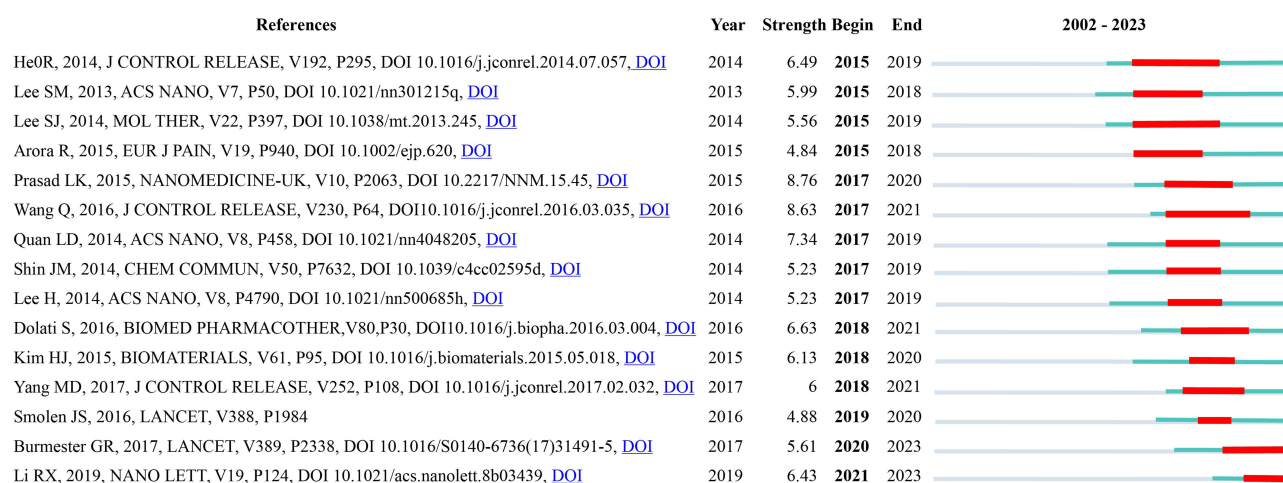 References Year Strength Begin End 2002 - 2023
He0R, 2014, J CONTROL RELEASE, V192, P295, DOI 10.1016/j.jconrel.2014.07.057, DOI 2014 6.49 2015 2019
Lee SM, 2013, ACS NANO, V7, P50, DOI 10.1021/nn301215q, DOI 2013 5.99 2015 2018
Lee SJ, 2014, MOL THER, V22, P397, DOI 10.1038/mt.2013.245, DOI 2014 5.56 2015 2019
Arora R, 2015, EUR J PAIN, V19, P940, DOI 10.1002/ejp.620, DOI 2015 4.84 2015 2018
Prasad LK, 2015, NANOMEDICINE-UK, V10, P2063, DOI 10.2217/NNM.15.45, DOI 2015 8.76 2017 2020
Wang Q, 2016, J CONTROL RELEASE, V230, P64, DOI10.1016/j.jconrel.2016.03.035, DOI 2016 8.63 2017 2021
Quan LD, 2014, ACS NANO, V8, P458, DOI 10.1021/nn4048205, DOI 2014 7.34 2017 2019
Shin JM, 2014, CHEM COMMUN, V50, P7632, DOI 10.1039/c4cc02595d, DOI 2014 5.23 2017 2019
Lee H, 2014, ACS NANO, V8, P4790, DOI 10.1021/nn500685h, DOI 2014 5.23 2017 2019
Dolati S, 2016, BIOMED PHARMACOTHER,V80,P30, DOI10.1016/j.biopha.2016.03.004, DOI 2016 6.63 2018 2021
Kim HJ, 2015, BIOMATERIALS, V61, P95, DOI 10.1016/j.biomaterials.2015.05.018, DOI 2015 6.13 2018 2020
Yang MD, 2017, J CONTROL RELEASE, V252, P108, DOI 10.1016/j.jconrel.2017.02.032, DOI 2017 6 2018 2021
Smolen JS, 2016, LANCET, V388, P1984 2016 4.88 2019 2020
Burmester GR, 2017, LANCET, V389, P2338, DOI 10.1016/S0140-6736(17)31491-5, DOI 2017 5.61 2020 2023
Li RX, 2019, NANO LETT, V19, P124, DOI 10.1021/acs.nanolett.8b03439, DOI 2019 6.43 2021 2023